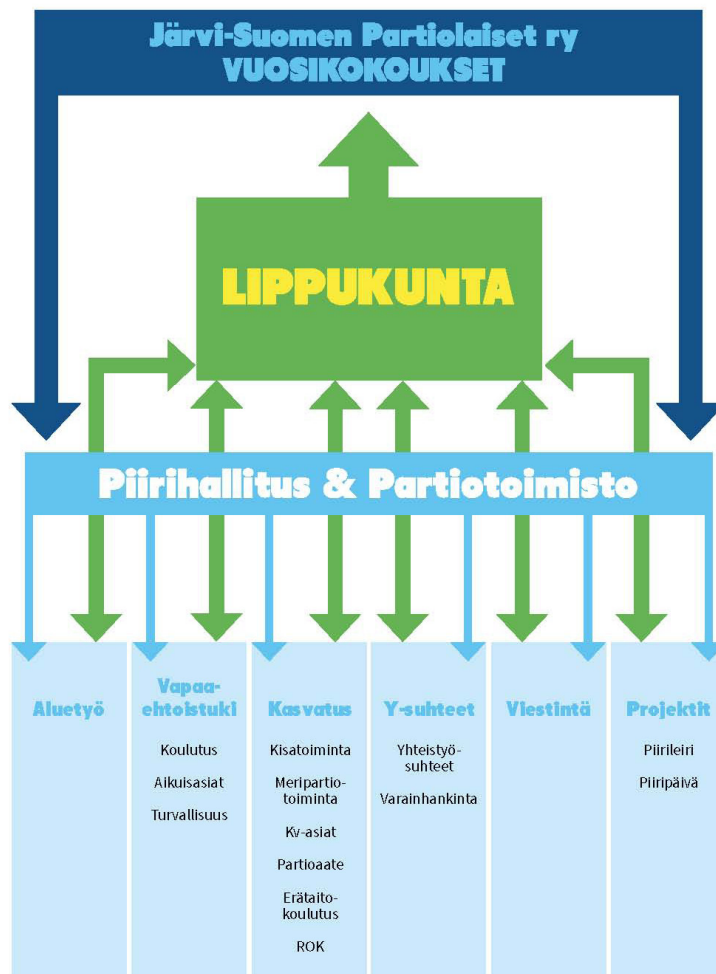 Järvi-Suomen Partiolaiset ry
VUOSIKOKOUKSET
LIPPUKUNTA
Piirihallitus & Partiotoimisto
Aluetyö
Vapaa-
ehtoistuki
Koulutus
Aikuisasiat
Turvallisuus
Kasvatus
Kisatoiminta
Meripartio-
toiminta
Kv-asiat
Partioaate
Erätaito-
koulutus
ROK
Y-suhteet
Yhteistyö-
suhteet
Varainhankinta
Viestintä
Projektit
Piirileiri
Piiripäivä